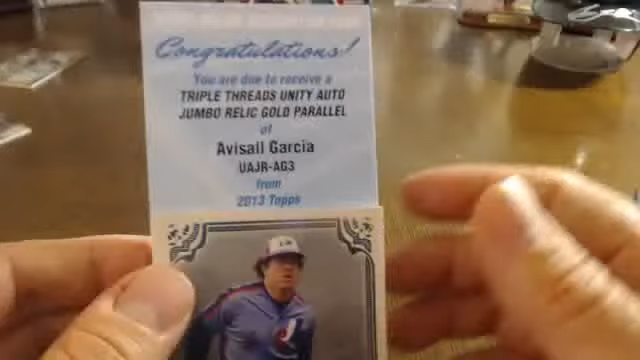 Congratulations!
You are due to receive a
TRIPLE THREADS UNITY AUTO
JUMBO RELIC GOLD PARALLEL
of
Avisail Garcia
UAJR-AG3
from
2013 Topps